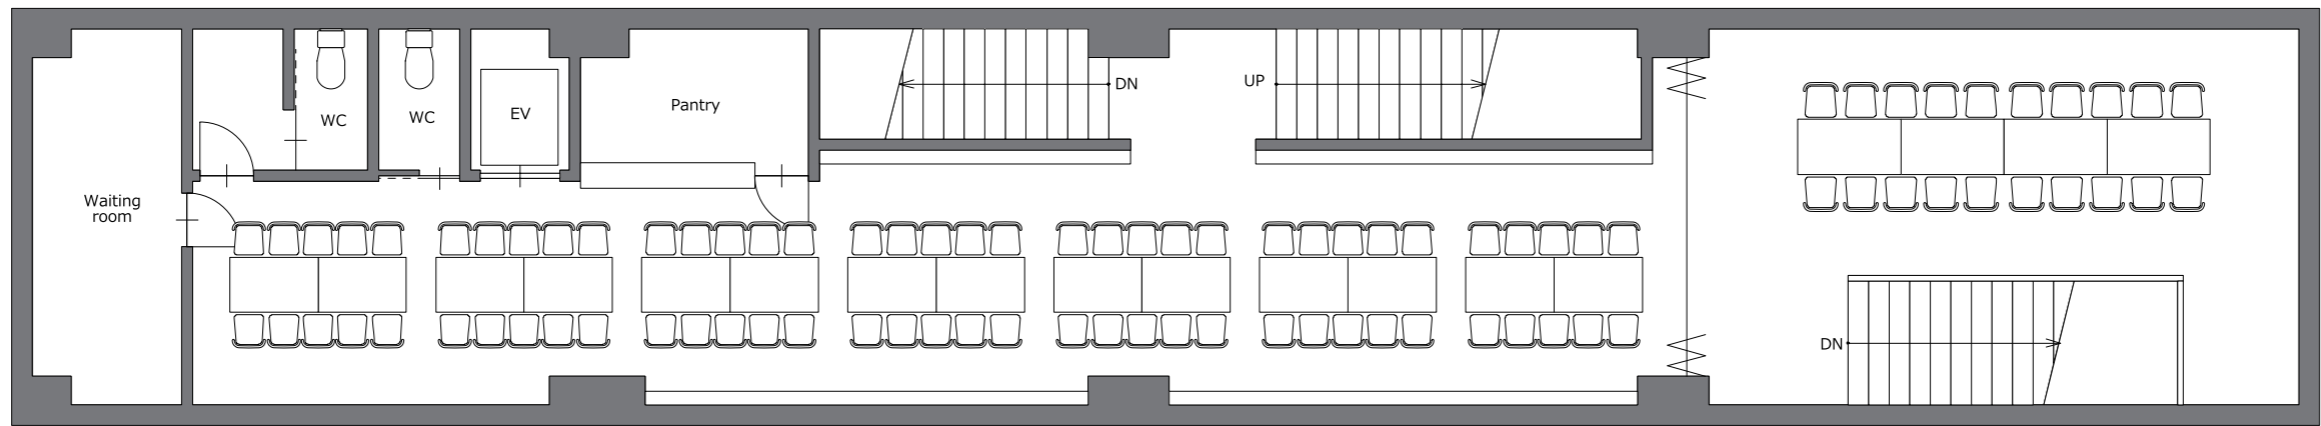 WC
WC
EV
Pantry
DN
UP
Waiting
room
DN